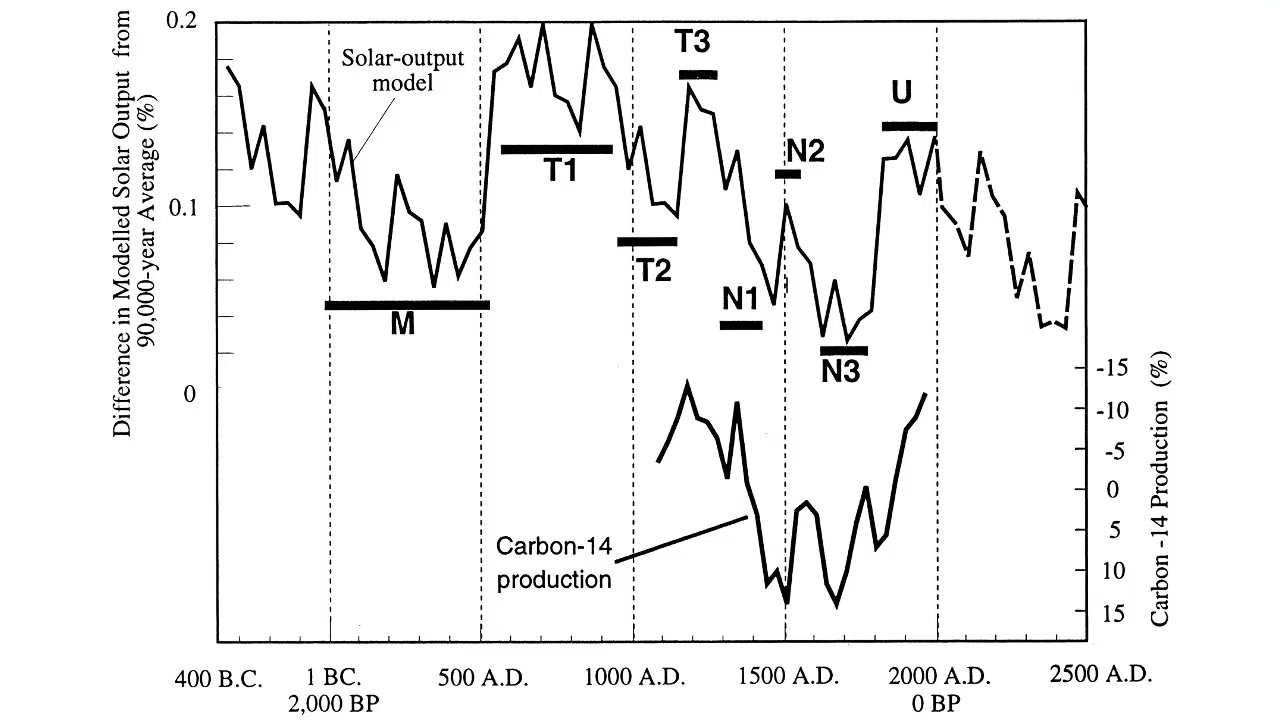 Difference in Modelled Solar Output from
90,000-year Average (%)
0.2
0.1
0
Solar-output
model
T3
U
T1
N2
T2
N1
M
N3
-15
-10
-5
0
5
10
15
Carbon -14 Production (%)
Carbon-14
production
400 B.C.
1 BC.
500 A.D.
1000 A.D.
1500 A.D.
2000 A.D.
2500 A.D.
2,000 BP
0 BP